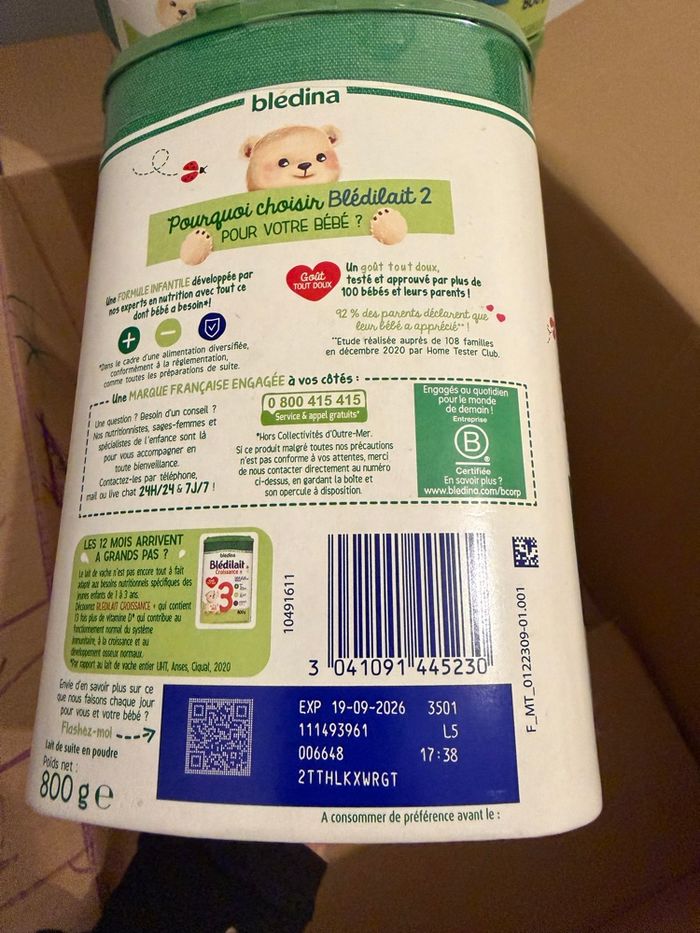 800g
blédina
Pourquoi choisir Blédilait 2
POUR VOTRE BÉBÉ ?
Une FORMULE INFANTILE développée par
nos experts en nutrition avec tout ce
dont bébé a besoin*!
*Dans le cadre d'une alimentation diversifiée,
conformément à la réglementation,
comme toutes les préparations de suite.
Goût
TOUT DOUX
Un goût tout doux,
testé et approuvé par plus de
100 bébés et leurs parents !
92 % des parents déclarent que
leur bébé a apprécié** !
**Etude réalisée auprès de 108 familles
en décembre 2020 par Home Tester Club.
Une MARQUE FRANÇAISE ENGAGÉE à vos côtés :
Une question ? Besoin d'un conseil ?
Nos nutritionnistes, sages-femmes et
spécialistes de l'enfance sont là
pour vous accompagner en
toute bienveillance.
Contactez-les par téléphone,
mail ou live chat 24H/24 & 7J/7 !
0 800 415 415
Service & appel gratuits*
*Hors Collectivités d'Outre-Mer.
Si ce produit malgré toutes nos précautions
n'est pas conforme à vos attentes, merci
de nous contacter directement au numéro
ci-dessus, en gardant la boîte et
son opercule à disposition.
Engagés au quotidien
pour le monde
de demain !
Entreprise
B
Certifiée
En savoir plus ?
www.bledina.com/bcorp
LES 12 MOIS ARRIVENT
A GRANDS PAS ?
Le lait de vache n'est pas encore tout à fait
adapté aux besoins nutritionnels spécifiques des
jeunes enfants de 1 à 3 ans.
Découvrez BLÉDILAIT CROISSANCE + qui contient
13 fois plus de vitamine D* qui contribue au
fonctionnement normal du système
immunitaire, à la croissance et au
développement osseux normaux.
*Par rapport au lait de vache entier UHT, Anses, Ciqual, 2020
blédina
Blédilait
Croissance +
3
800g
10491611
3 041091 445230
F_MT_0122309-01.001
Envie d'en savoir plus sur ce
que nous faisons chaque jour
pour vous et votre bébé ?
Flashez-moi
Lait de suite en poudre
Poids net :
800 g e
EXP 19-09-2026 3501
111493961 L5
006648 17:38
2TTHLKXWRGT
A consommer de préférence avant le :